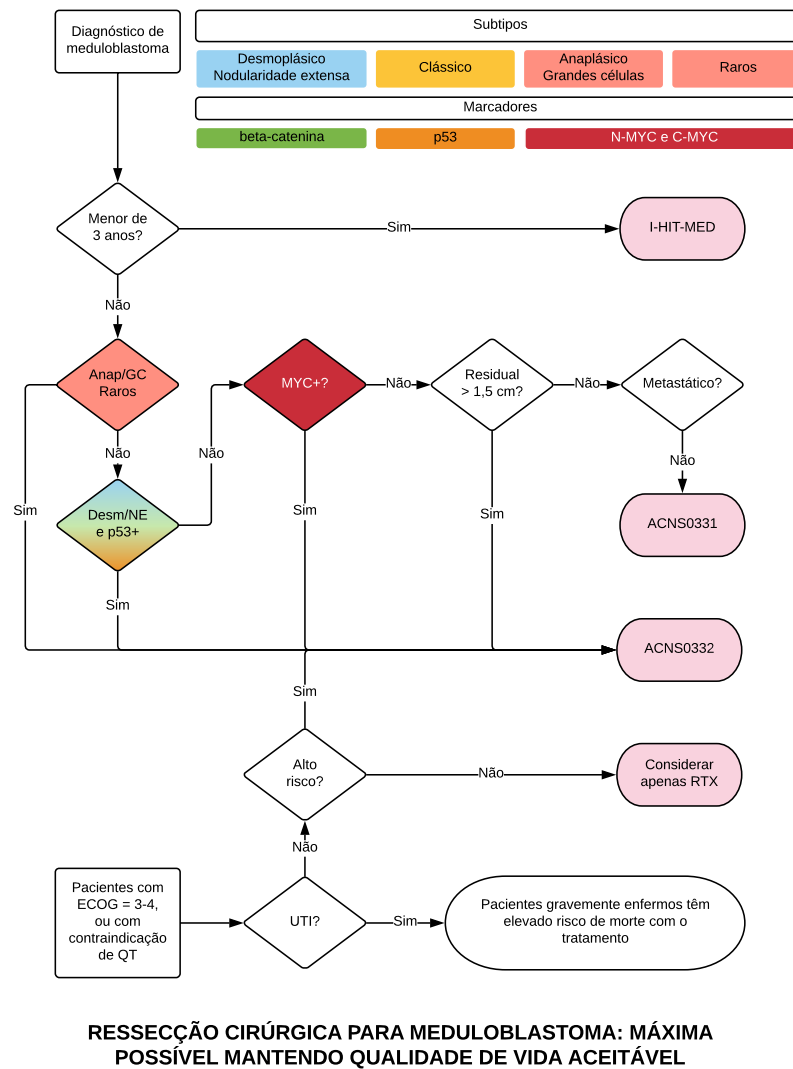 Diagnóstico de
meduloblastoma
Subtipos
Desmoplásico
Nodularidade extensa
Clássico
Anaplásico
Grandes células
Raros
Marcadores
beta-catenina
p53
N-MYC e C-MYC
Menor de
3 anos?
Sim
I-HIT-MED
Não
Anap/GC
Raros
MYC+?
Não
Residual
> 1,5 cm?
Não
Metastático?
Não
Não
Não
Sim
Desm/NE
e p53+
Sim
Sim
ACNS0331
Sim
ACNS0332
Sim
Alto
risco?
Não
Considerar
apenas RTX
Não
Pacientes com
ECOG = 3-4,
ou com
contraindicação
de QT
UTI?
Sim
Pacientes gravemente enfermos têm
elevado risco de morte com o
tratamento
RESSECÇÃO CIRÚRGICA PARA MEDULOBLASTOMA: MÁXIMA
POSSÍVEL MANTENDO QUALIDADE DE VIDA ACEITÁVEL